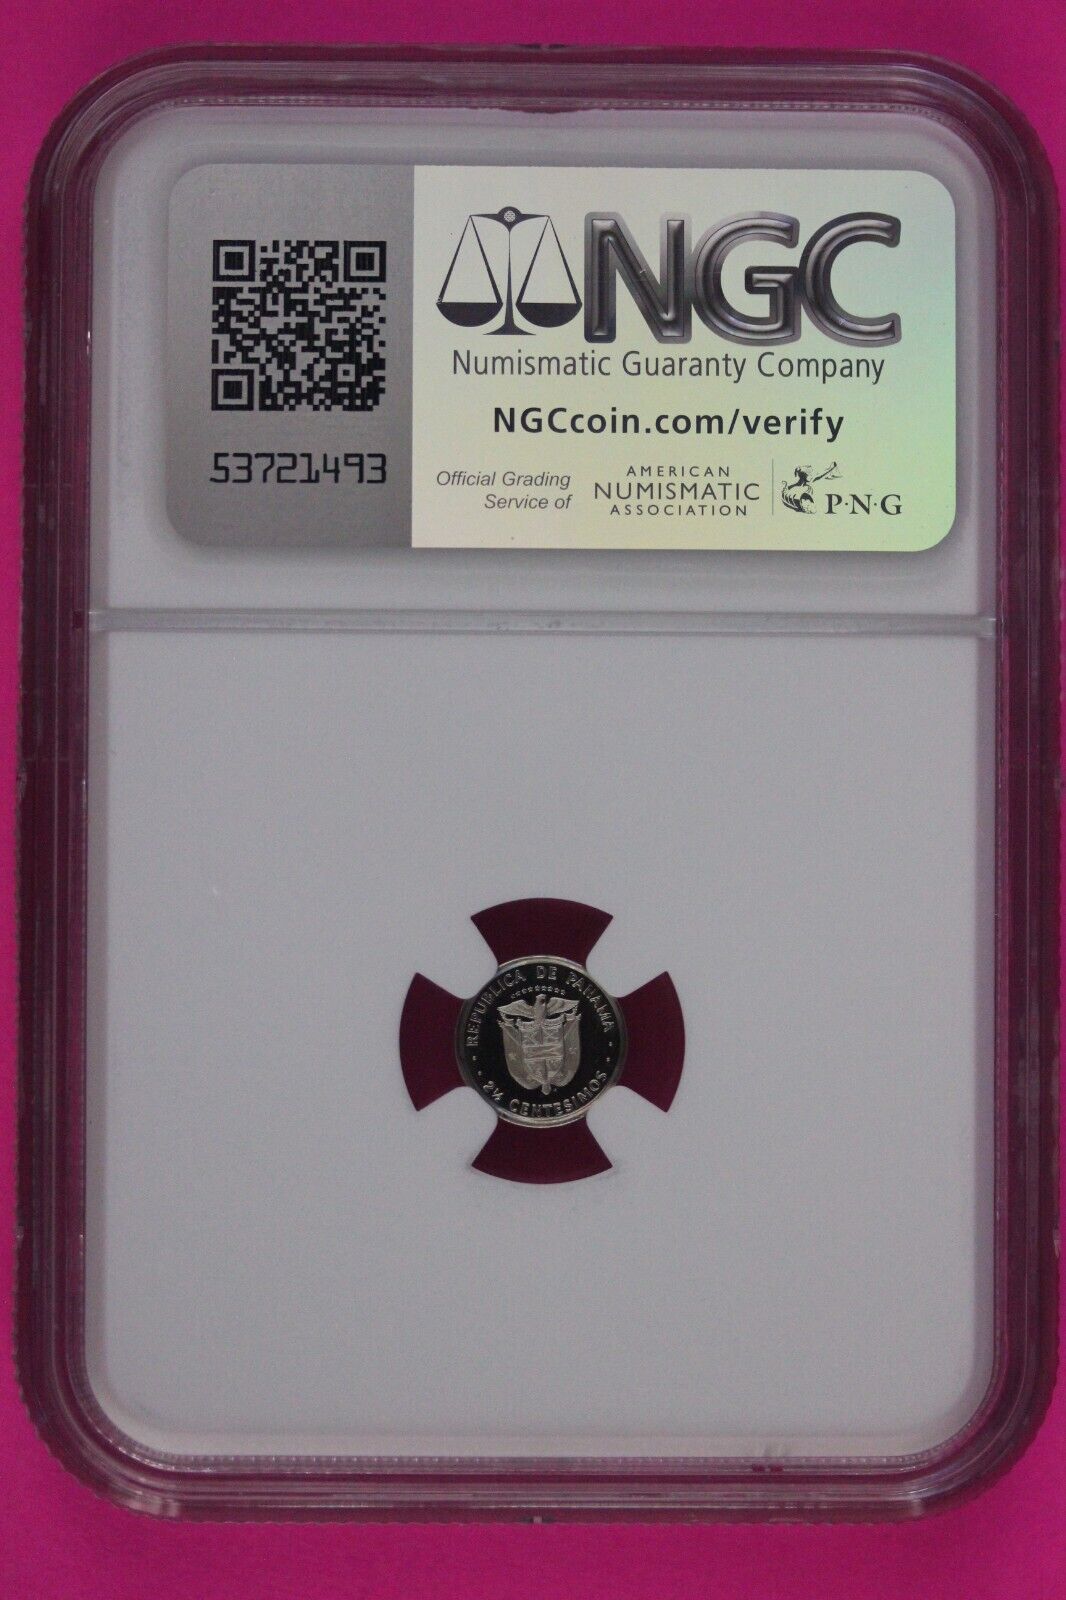 NGC
Numismatic Guaranty Company
NGCcoin.com/verify
53721493
Official Grading
Service of
AMERICAN
NUMISMATIC
ASSOCIATION
P·N·G
· REPUBLICA DE PANAMA ·
· 2½ CENTESIMOS ·